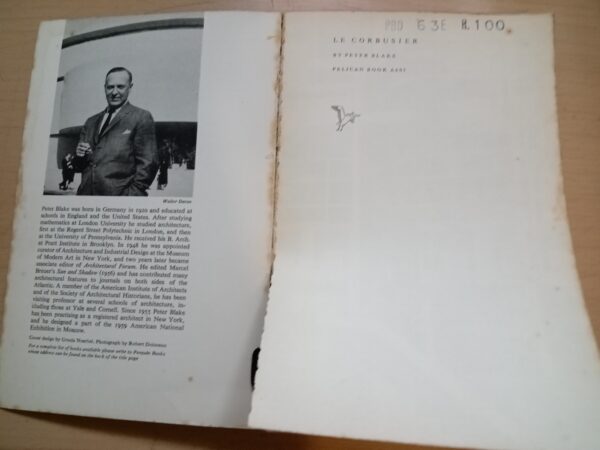 Walter Daran
Peter Blake was born in Germany in 1920 and educated at
schools in England and the United States. After studying
mathematics at London University he studied architecture,
first at the Regent Street Polytechnic in London, and then
at the University of Pennsylvania. He received his B. Arch.
at Pratt Institute in Brooklyn. In 1948 he was appointed
curator of Architecture and Industrial Design at the Museum
of Modern Art in New York, and two years later became
associate editor of Architectural Forum. He edited Marcel
Breuer's Sun and Shadow (1956) and has contributed many
architectural features to journals on both sides of the
Atlantic. A member of the American Institute of Architects
and of the Society of Architectural Historians, he has been
visiting professor at several schools of architecture, in-
cluding those at Yale and Cornell. Since 1955 Peter Blake
has been practising as a registered architect in New York,
and he designed a part of the 1959 American National
Exhibition in Moscow.
Cover design by Photograph by Robert
For a complete list of books available please write to Penguin Books
whose address can be found on the back of the title page
63E R.100
LE CORBUSIER
BY PETER BLAKE
PELICAN BOOK